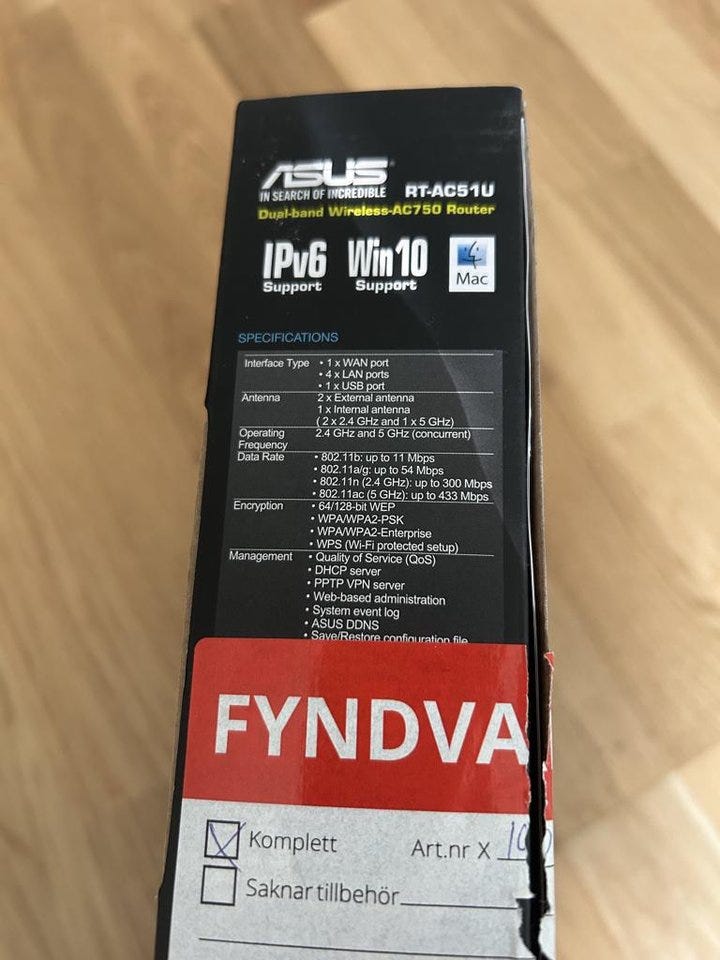 ASUS
IN SEARCH OF INCREDIBLE
RT-AC51U
Dual-band Wireless-AC750 Router
IPv6 Support
Win10 Support
Mac
SPECIFICATIONS
Interface Type • 1 x WAN port
• 4 x LAN ports
• 1 x USB port
Antenna 2 x External antenna
1 x Internal antenna
( 2 x 2.4 GHz and 1 x 5 GHz)
Operating Frequency 2.4 GHz and 5 GHz (concurrent)
Data Rate • 802.11b: up to 11 Mbps
• 802.11a/g: up to 54 Mbps
• 802.11n (2.4 GHz): up to 300 Mbps
• 802.11ac (5 GHz): up to 433 Mbps
Encryption • 64/128-bit WEP
• WPA/WPA2-PSK
• WPA/WPA2-Enterprise
• WPS (Wi-Fi protected setup)
Management • Quality of Service (QoS)
• DHCP server
• PPTP VPN server
• Web-based administration
• System event log
• ASUS DDNS
• Save/Restore configuration file
FYNDVA
Komplett Art.nr X
Saknar tillbehör